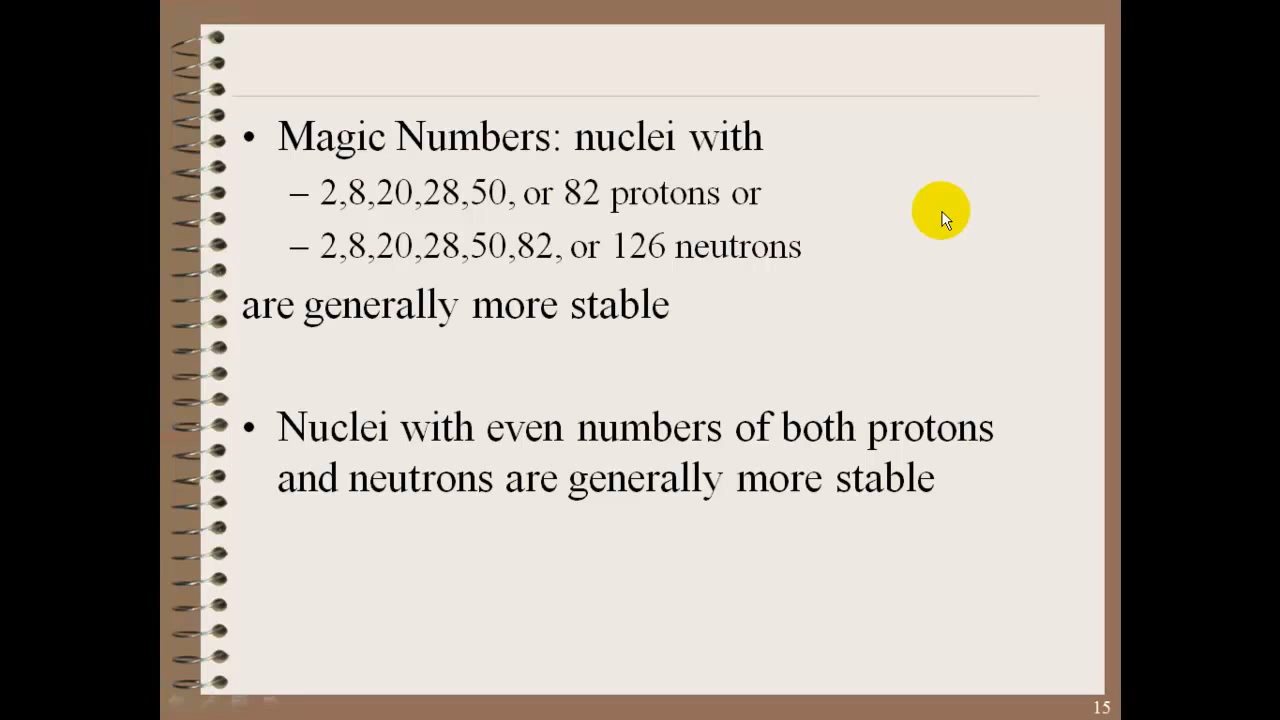 • Magic Numbers: nuclei with
– 2,8,20,28,50, or 82 protons or
– 2,8,20,28,50,82, or 126 neutrons
are generally more stable
• Nuclei with even numbers of both protons
and neutrons are generally more stable
15